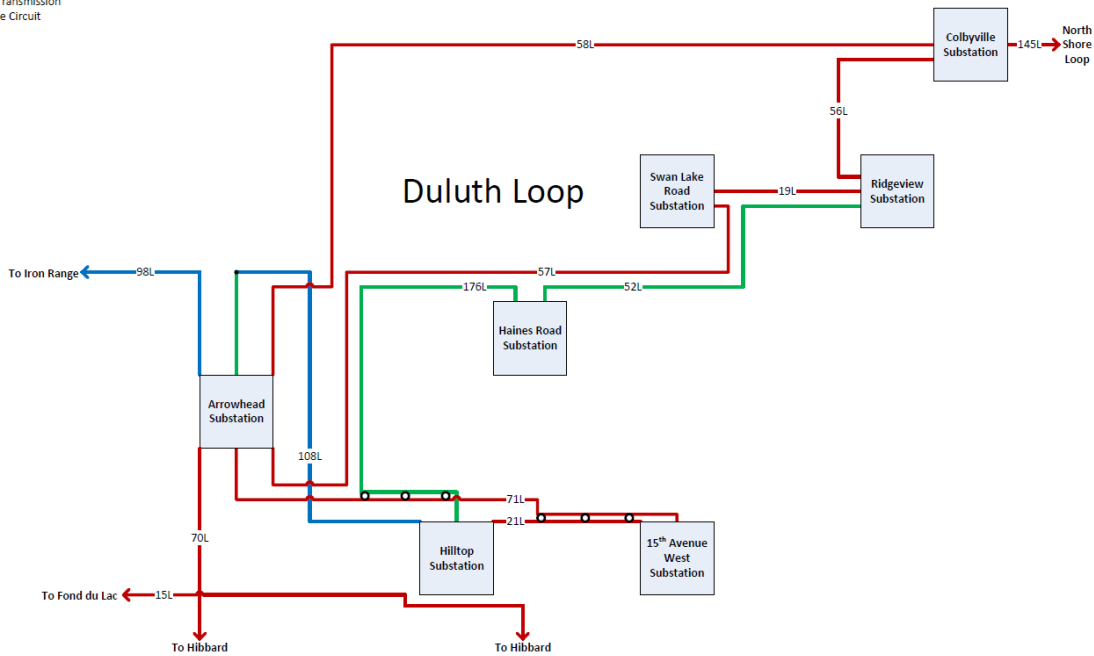 ransmission
e Circuit
Colbyville
Substation
58L
145L
North
Shore
Loop
56L
Duluth Loop
Swan Lake
Road
Substation
19L
Ridgeview
Substation
To Iron Range
98L
57L
176L
52L
Haines Road
Substation
Arrowhead
Substation
108L
71L
21L
70L
Hilltop
Substation
15th Avenue
West
Substation
To Fond du Lac
15L
To Hibbard
To Hibbard